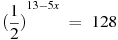 (1/2)^{13-5x} = 128